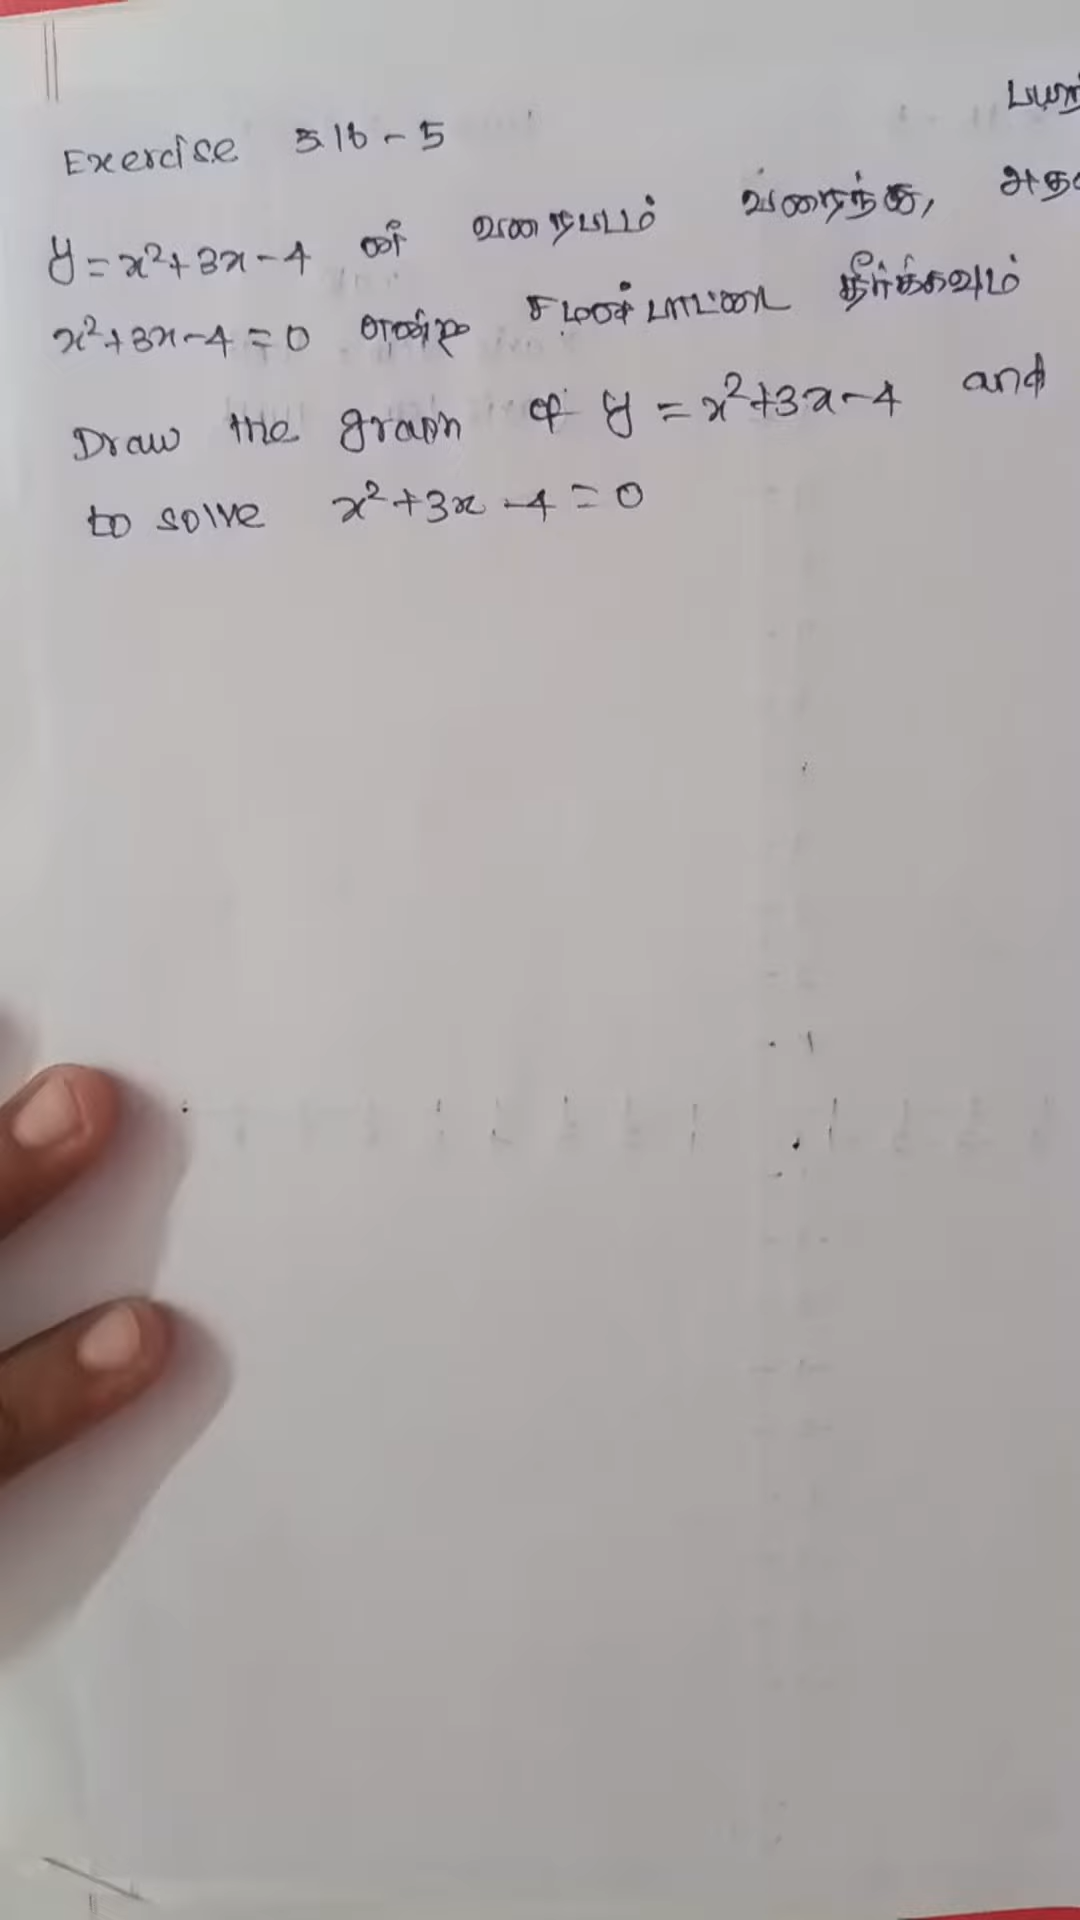 Exercise 3.16 - 5
y = x²+3x-4 ன் வரைபடம் வரைந்து,
x²+3x-4=0 என்ற சமன்பாட்டை தீர்க்கவும்
Draw the graph of y = x²+3x-4 and
to solve x²+3x-4=0